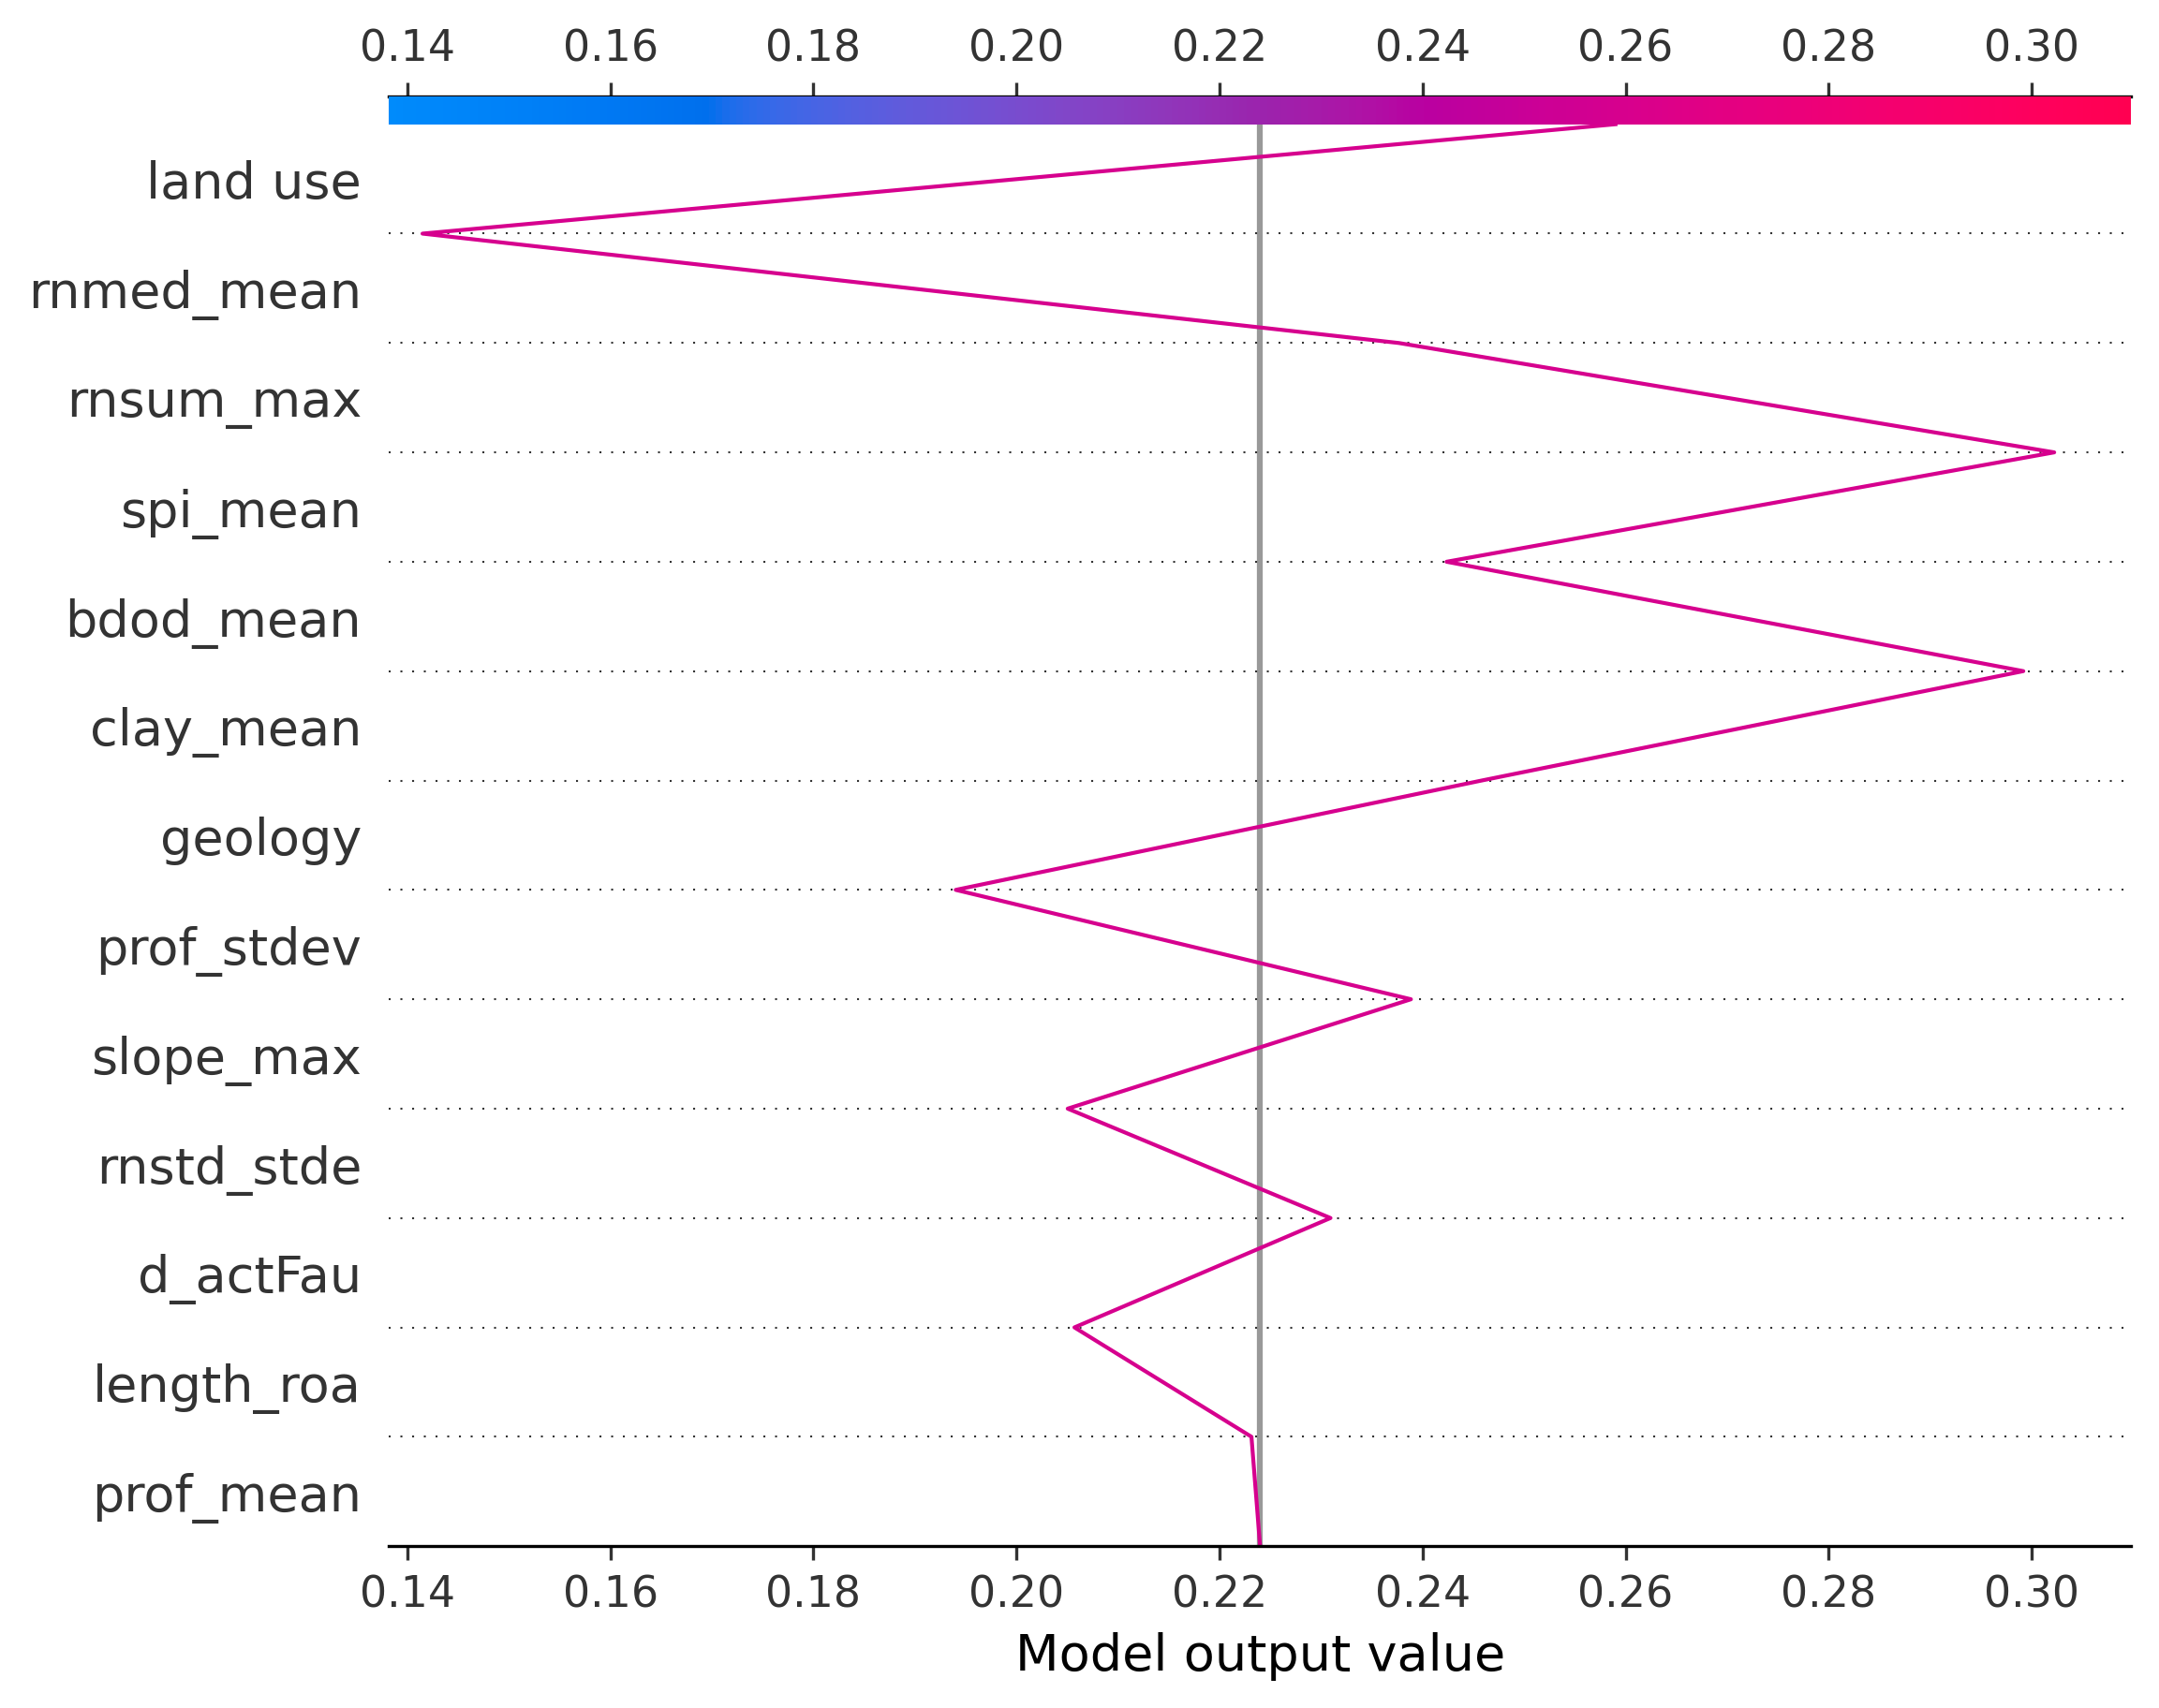 0.14 0.16 0.18 0.20 0.22 0.24 0.26 0.28 0.30
land use
rnmed_mean
rnsum_max
spi_mean
bdod_mean
clay_mean
geology
prof_stdev
slope_max
rnstd_stde
d_actFau
length_roa
prof_mean
0.14 0.16 0.18 0.20 0.22 0.24 0.26 0.28 0.30
Model output value